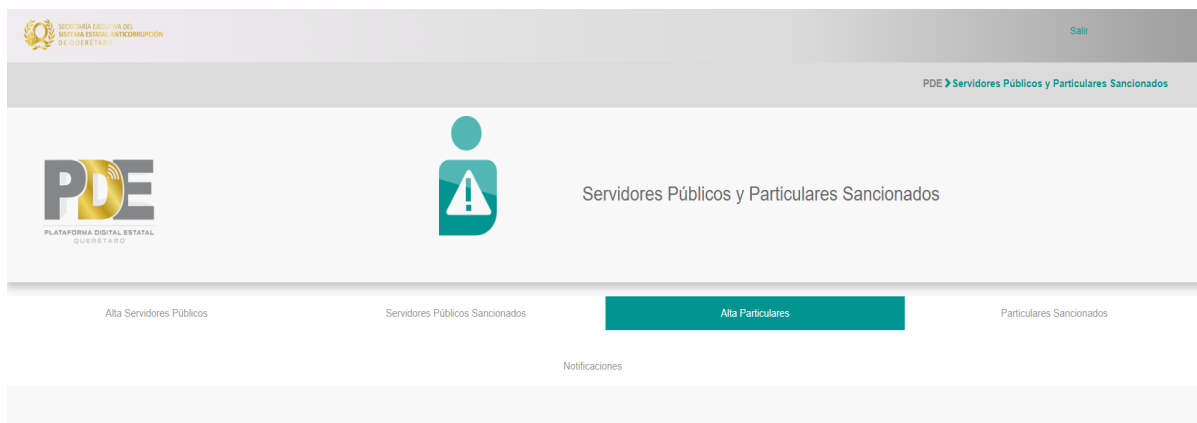 SECRETARÍA EJECUTIVA DEL
SISTEMA ESTATAL ANTICORRUPCIÓN
DE QUERÉTARO
Salir
PDE ❯ Servidores Públicos y Particulares Sancionados
PDE
PLATAFORMA DIGITAL ESTATAL
QUERÉTARO
Servidores Públicos y Particulares Sancionados
Alta Servidores Públicos
Servidores Públicos Sancionados
Alta Particulares
Particulares Sancionados
Notificaciones